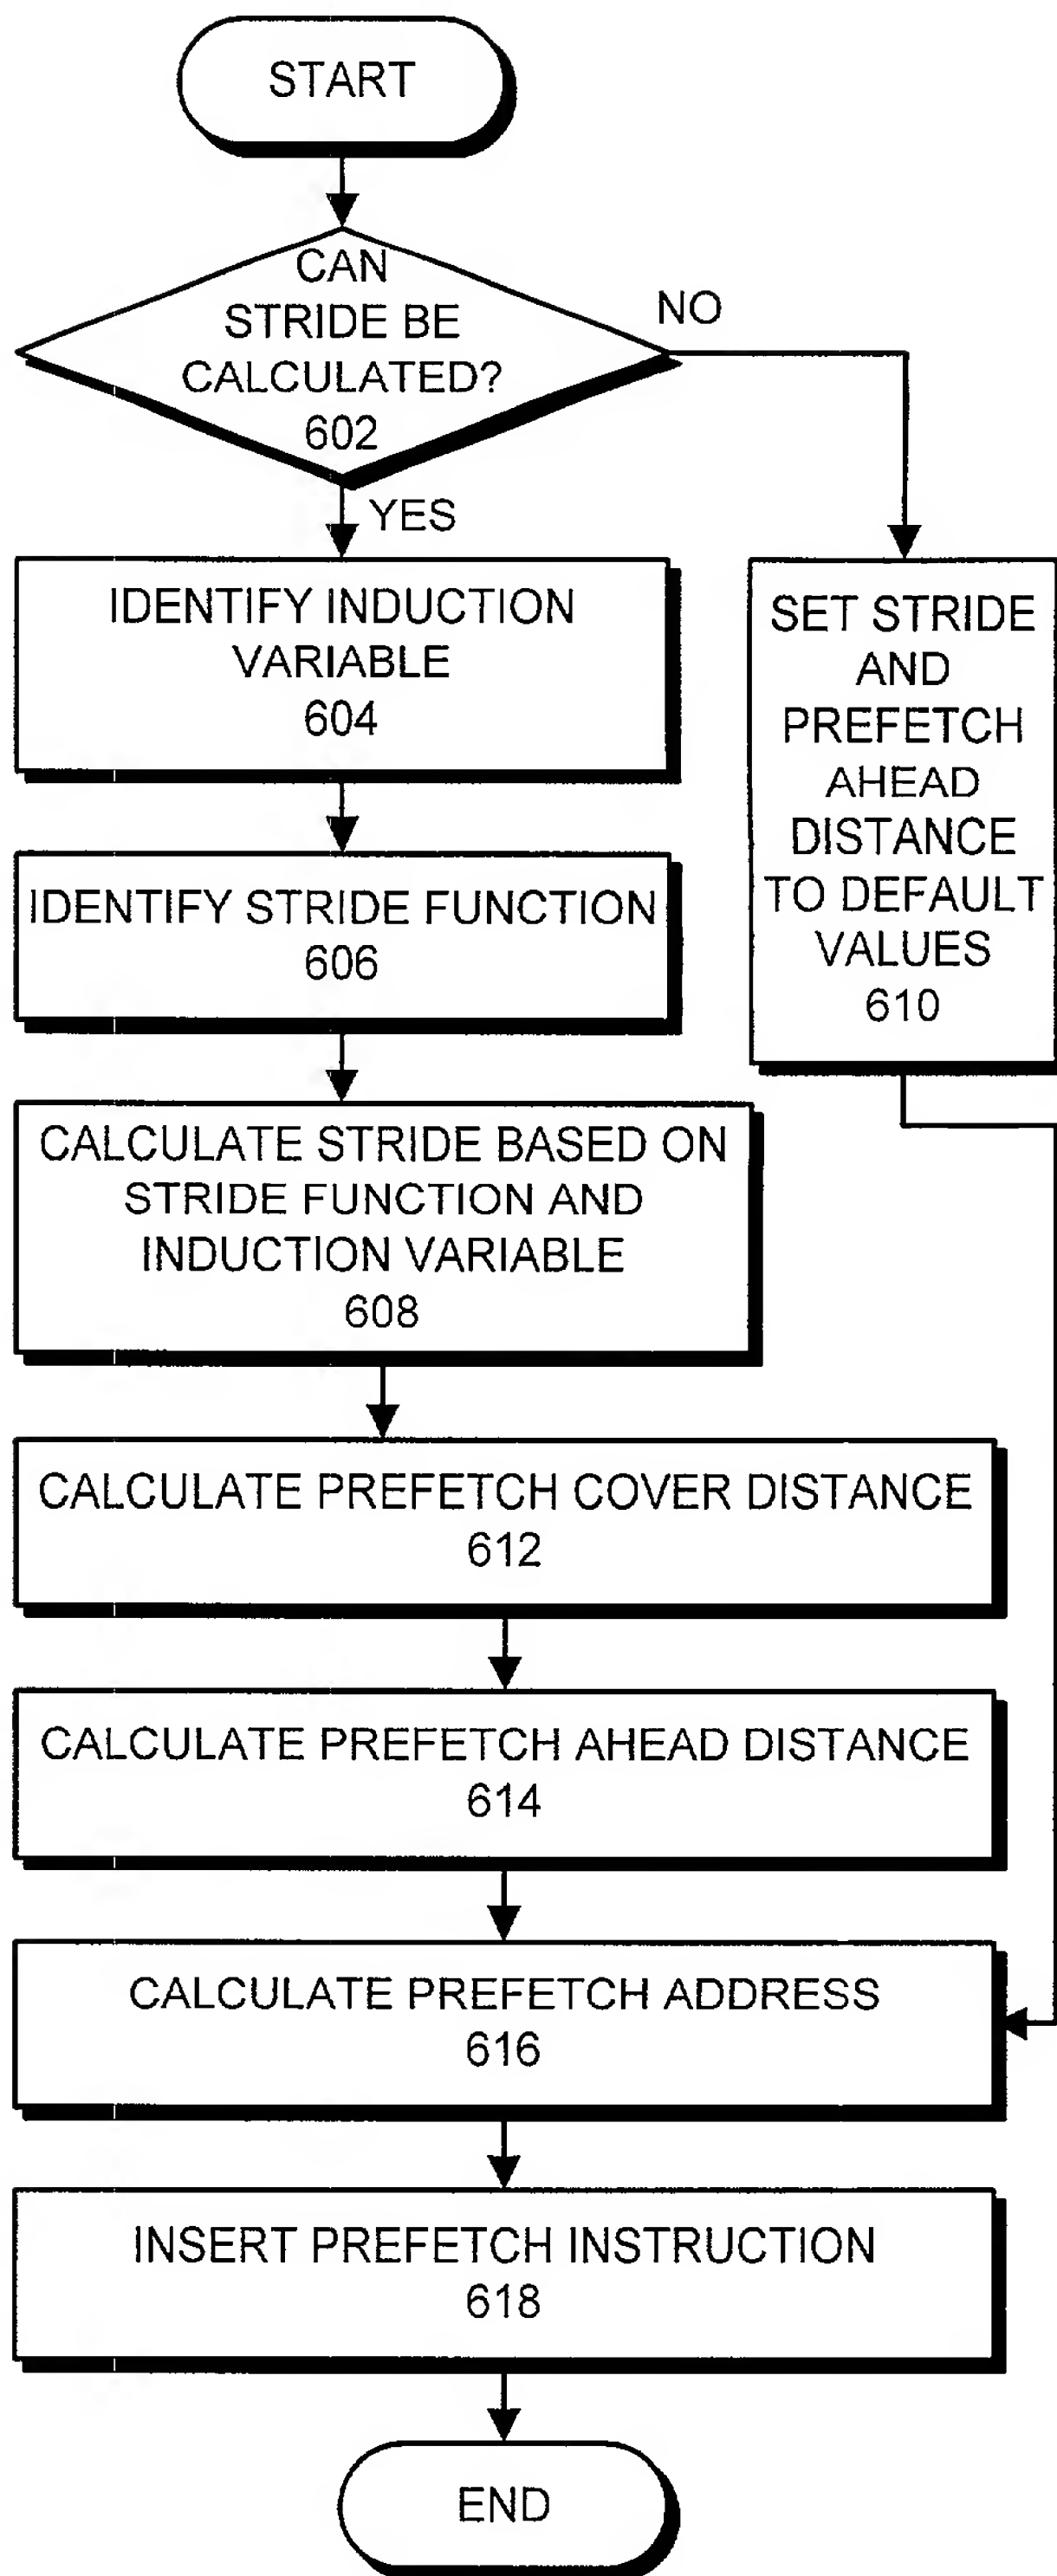 START
CAN
STRIDE BE
CALCULATED?
602
NO
YES
IDENTIFY INDUCTION
VARIABLE
604
SET STRIDE
AND
PREFETCH
AHEAD
DISTANCE
TO DEFAULT
VALUES
610
IDENTIFY STRIDE FUNCTION
606
CALCULATE STRIDE BASED ON
STRIDE FUNCTION AND
INDUCTION VARIABLE
608
CALCULATE PREFETCH COVER DISTANCE
612
CALCULATE PREFETCH AHEAD DISTANCE
614
CALCULATE PREFETCH ADDRESS
616
INSERT PREFETCH INSTRUCTION
618
END